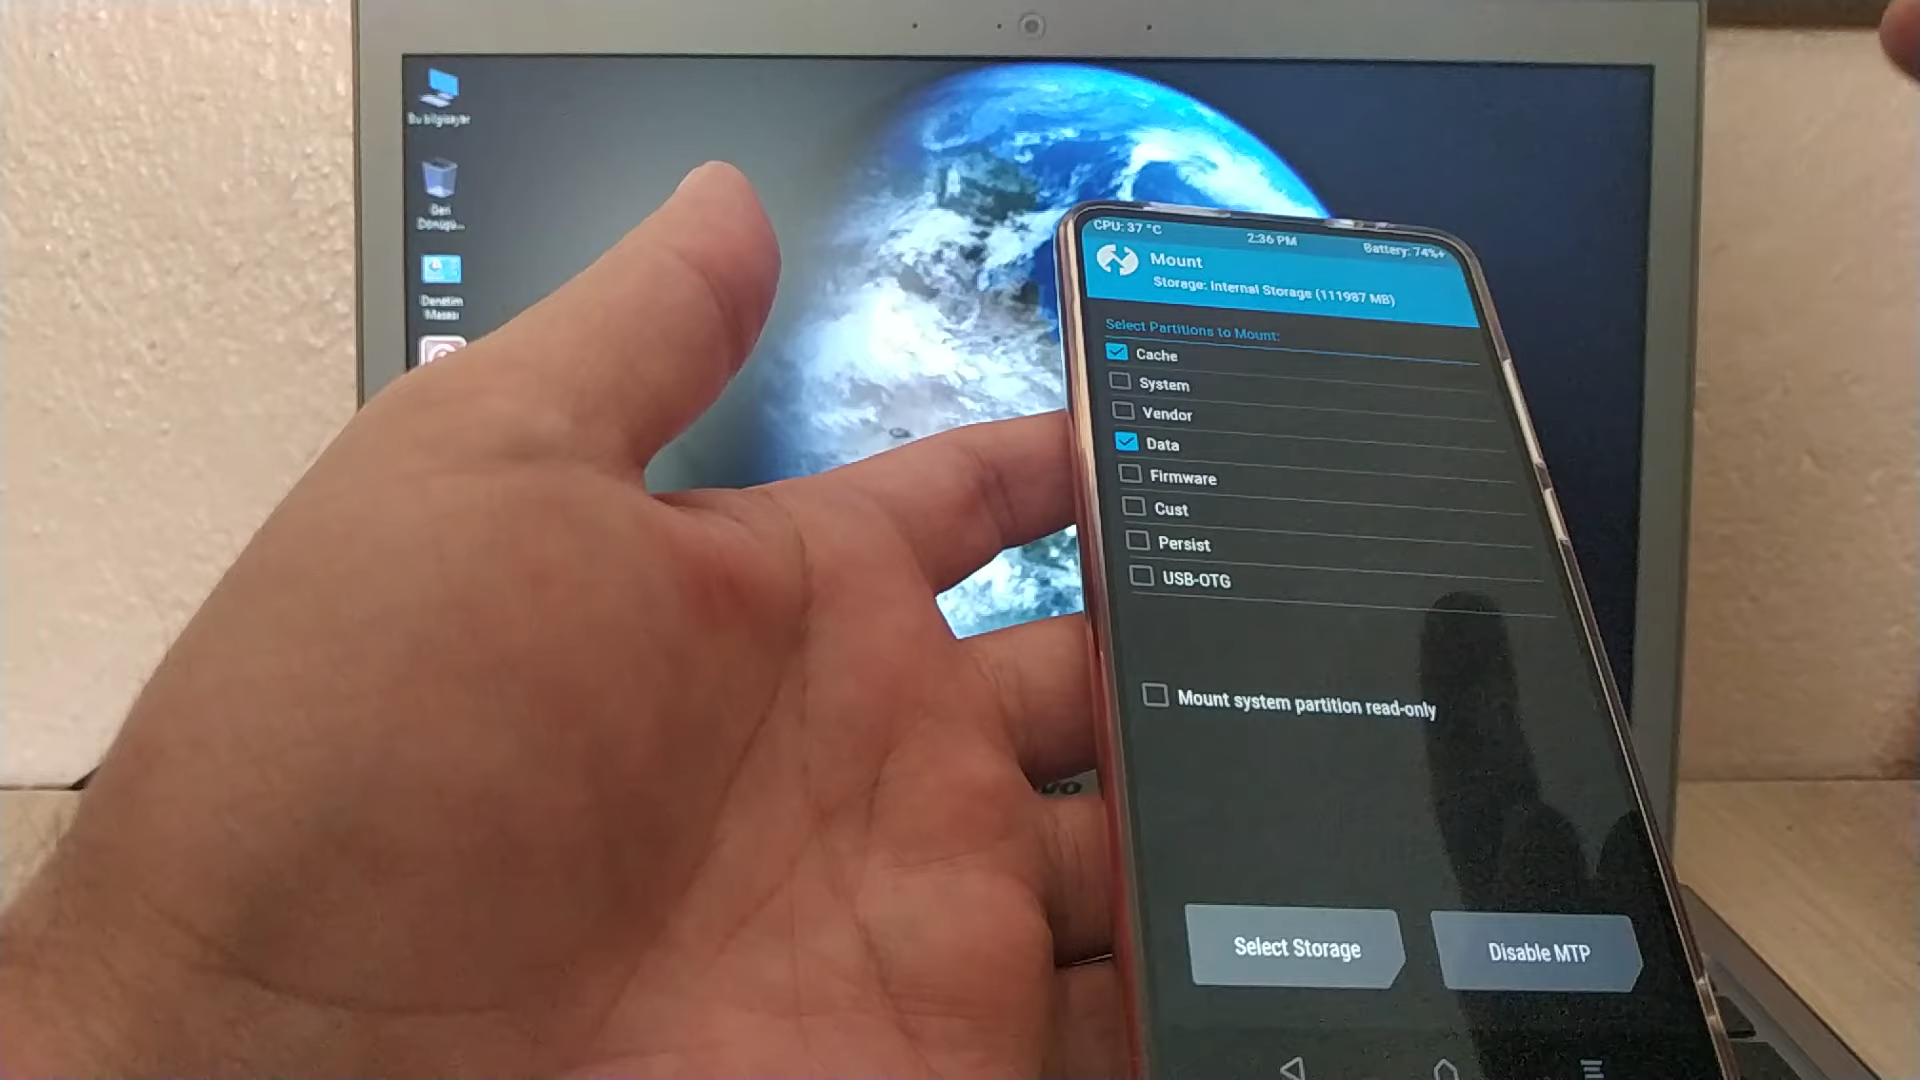 Bu bilgisayar
Geri
Dönüşü...
Denetim
Masası
CPU: 37 °C
2:36 PM
Battery: 74%+
Mount
Storage: Internal Storage (111987 MB)
Select Partitions to Mount:
Cache
System
Vendor
Data
Firmware
Cust
Persist
USB-OTG
Mount system partition read-only
Select Storage
Disable MTP